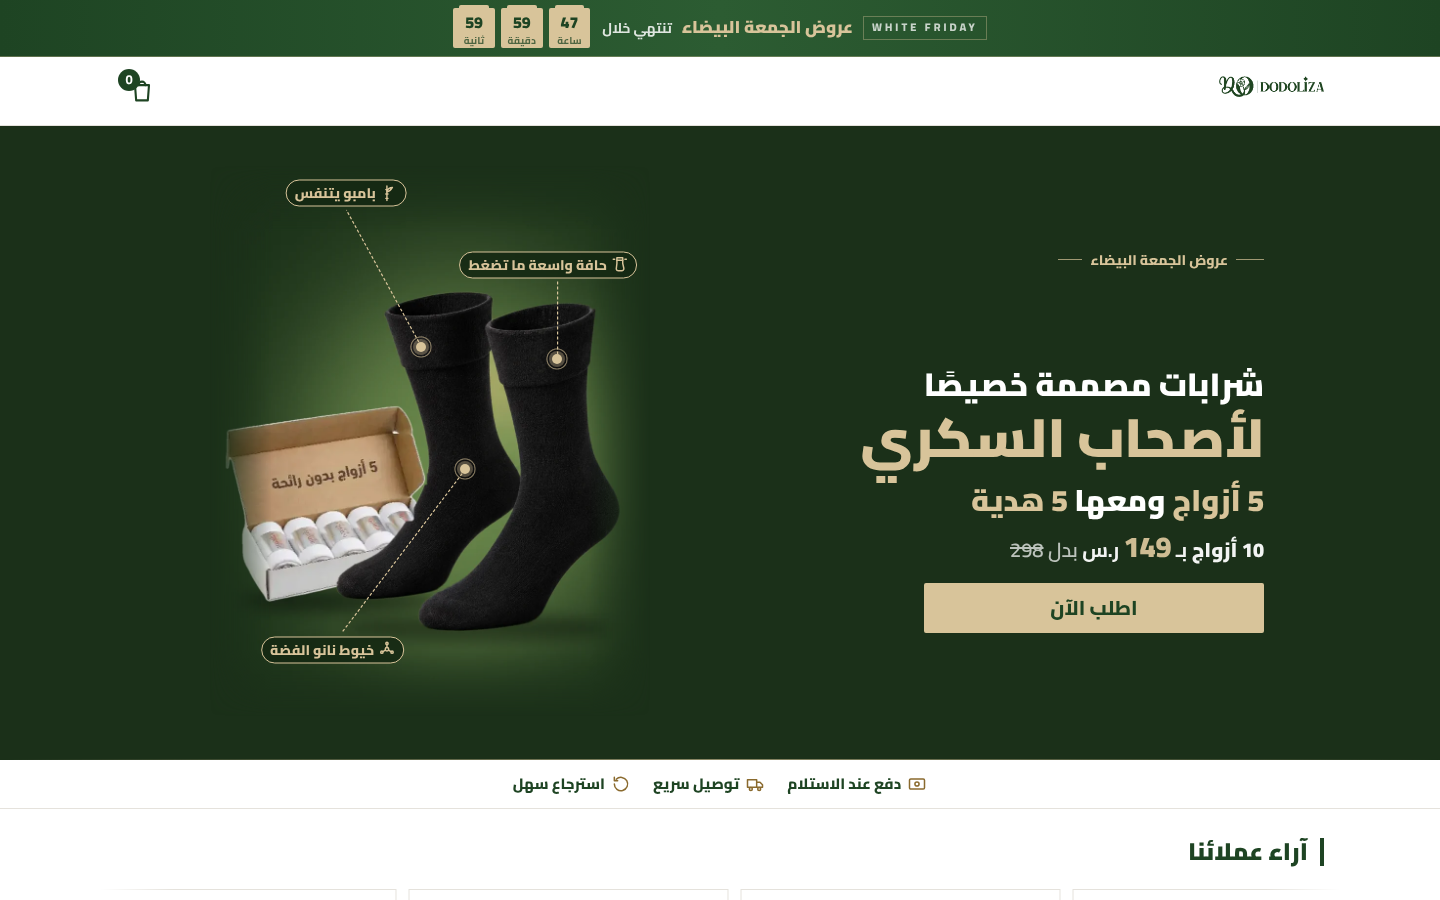 WHITE FRIDAY
عروض الجمعة البيضاء تنتهي خلال
47 ساعة
59 دقيقة
59 ثانية
DODOLIZA
0
بامبو يتنفس
حافة واسعة ما تضغط
5 أزواج بدون رائحة
خيوط نانو الفضة
عروض الجمعة البيضاء
شرابات مصممة خصيصًا
لأصحاب السكري
5 أزواج ومعها 5 هدية
10 أزواج بـ 149 ر.س بدل 298
اطلب الآن
دفع عند الاستلام
توصيل سريع
استرجاع سهل
آراء عملائنا